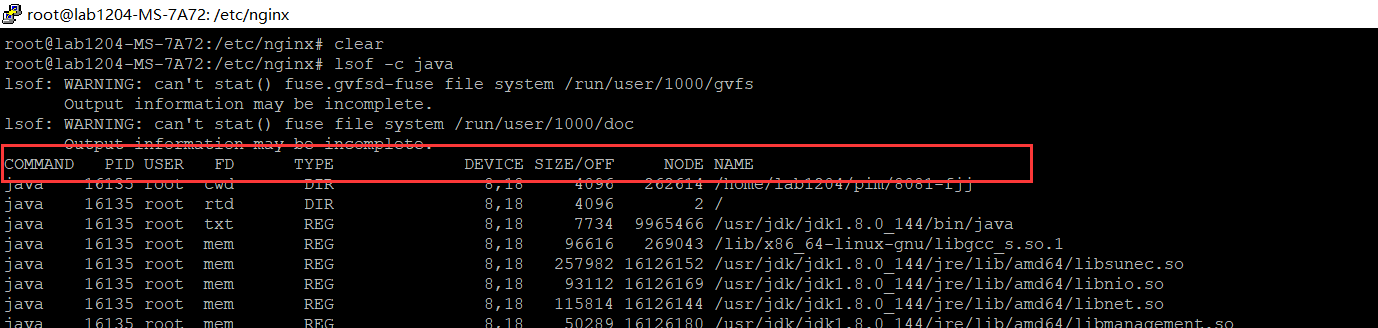 root@lab1204-MS-7A72: /etc/nginx
root@lab1204-MS-7A72:/etc/nginx# clear
root@lab1204-MS-7A72:/etc/nginx# lsof -c java
lsof: WARNING: can't stat() fuse.gvfsd-fuse file system /run/user/1000/gvfs
      Output information may be incomplete.
lsof: WARNING: can't stat() fuse file system /run/user/1000/doc
      Output information may be incomplete.
COMMAND   PID USER   FD      TYPE             DEVICE SIZE/OFF     NODE NAME
java    16135 root  cwd       DIR               8,18     4096   262614 /home/lab1204/pim/8081-fjj
java    16135 root  rtd       DIR               8,18     4096        2 /
java    16135 root  txt       REG               8,18     7734  9965466 /usr/jdk/jdk1.8.0_144/bin/java
java    16135 root  mem       REG               8,18    96616   269043 /lib/x86_64-linux-gnu/libgcc_s.so.1
java    16135 root  mem       REG               8,18   257982 16126152 /usr/jdk/jdk1.8.0_144/jre/lib/amd64/libsunec.so
java    16135 root  mem       REG               8,18    93112 16126169 /usr/jdk/jdk1.8.0_144/jre/lib/amd64/libnio.so
java    16135 root  mem       REG               8,18   115814 16126144 /usr/jdk/jdk1.8.0_144/jre/lib/amd64/libnet.so
java    16135 root  mem       REG               8,18    50289 16126180 /usr/jdk/jdk1.8.0_144/jre/lib/amd64/libmanagement.so